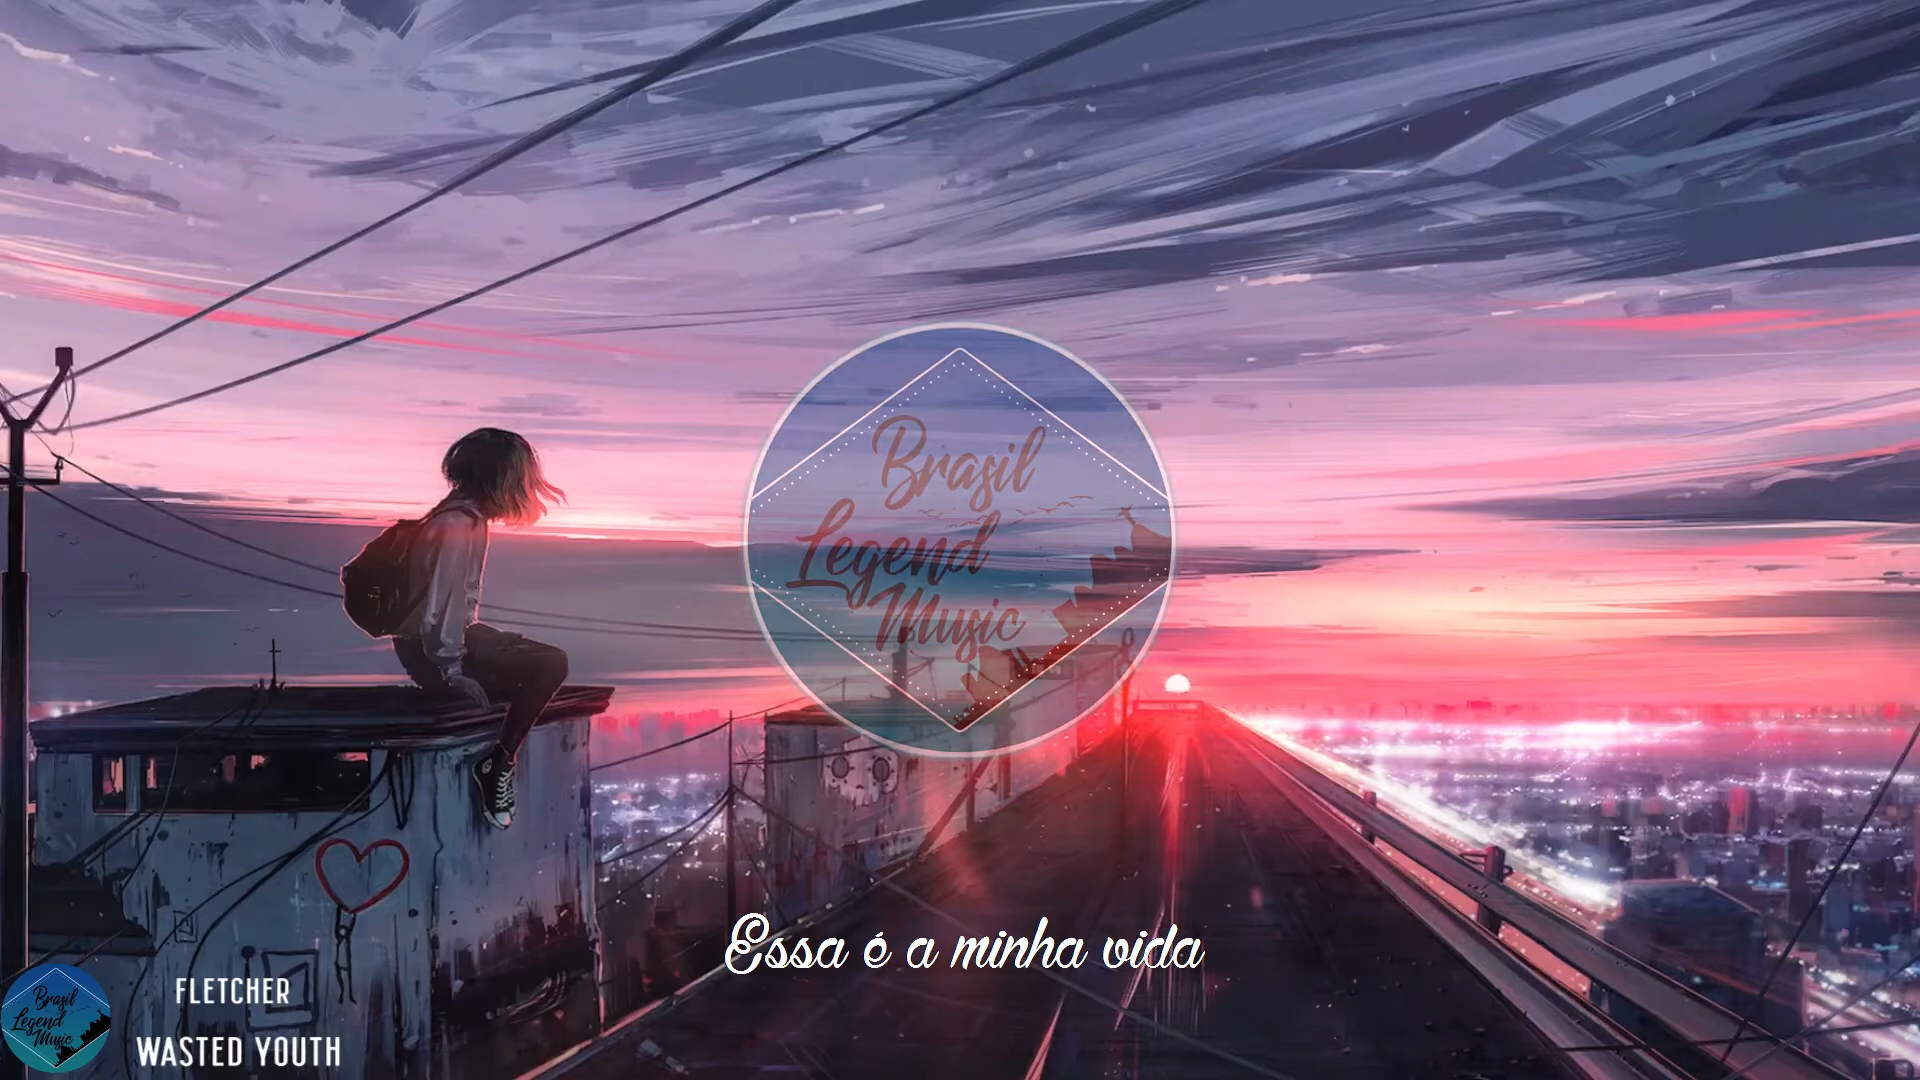 Brasil
Legend
Music
Essa é a minha vida
Brasil
Legend
Music
FLETCHER
WASTED YOUTH